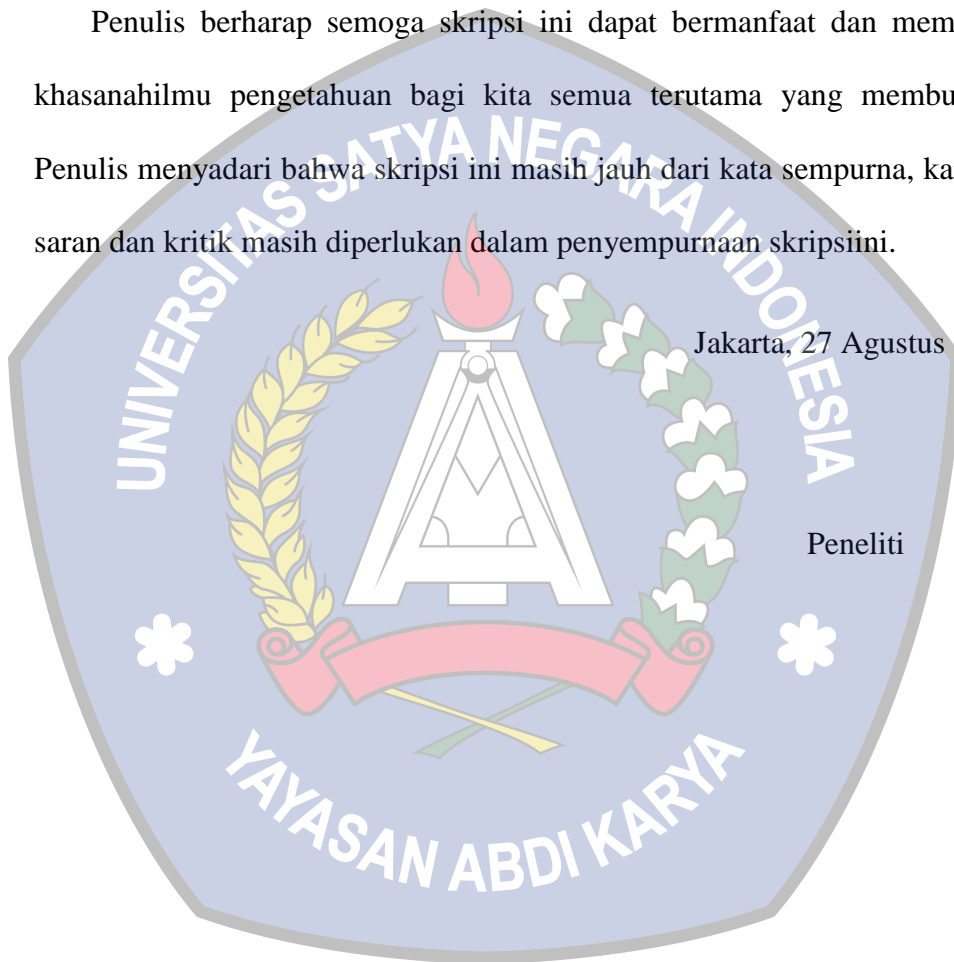 Penulis berharap semoga skripsi ini dapat bermanfaat dan mem
khasanahilmu pengetahuan bagi kita semua terutama yang membu
Penulis menyadari bahwa skripsi ini masih jauh dari kata sempurna, ka
saran dan kritik masih diperlukan dalam penyempurnaan skripsiini.
Jakarta, 27 Agustus
Peneliti
UNIVERSITAS SATYA NEGARA INDONESIA
YAYASAN ABDI KARYA